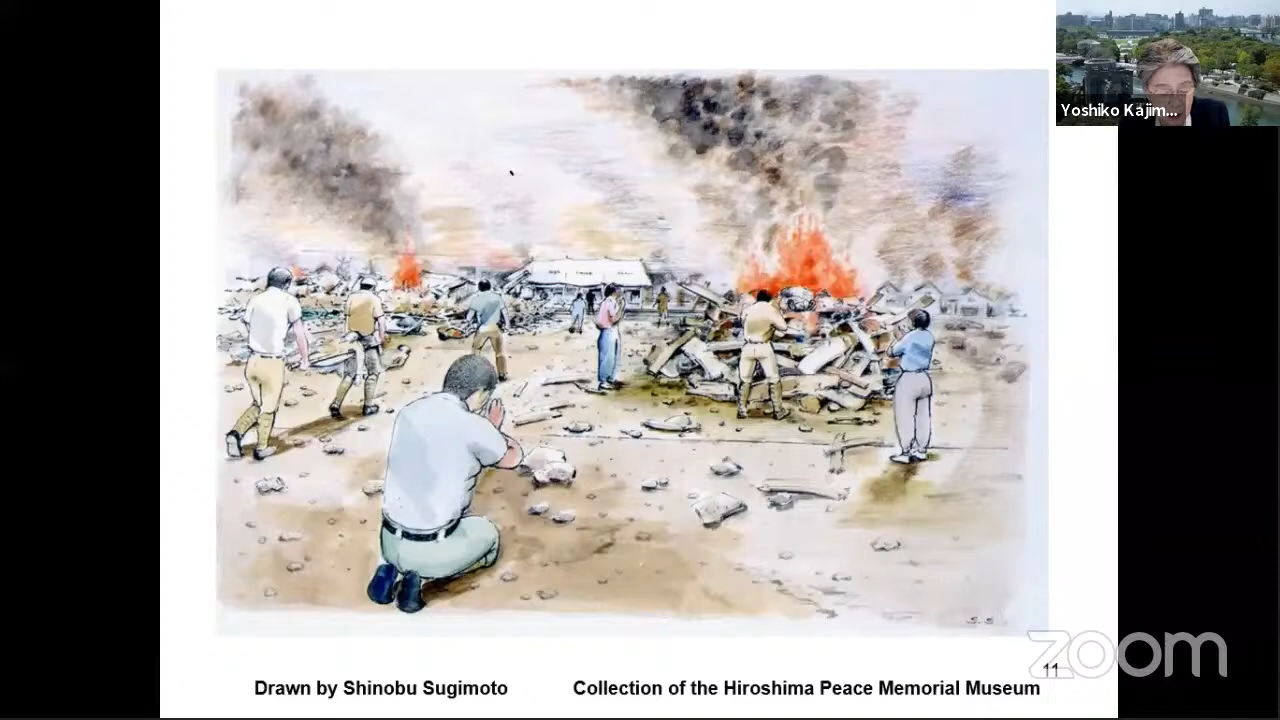 Yoshiko Kajim...
11
zoom
Drawn by Shinobu Sugimoto
Collection of the Hiroshima Peace Memorial Museum